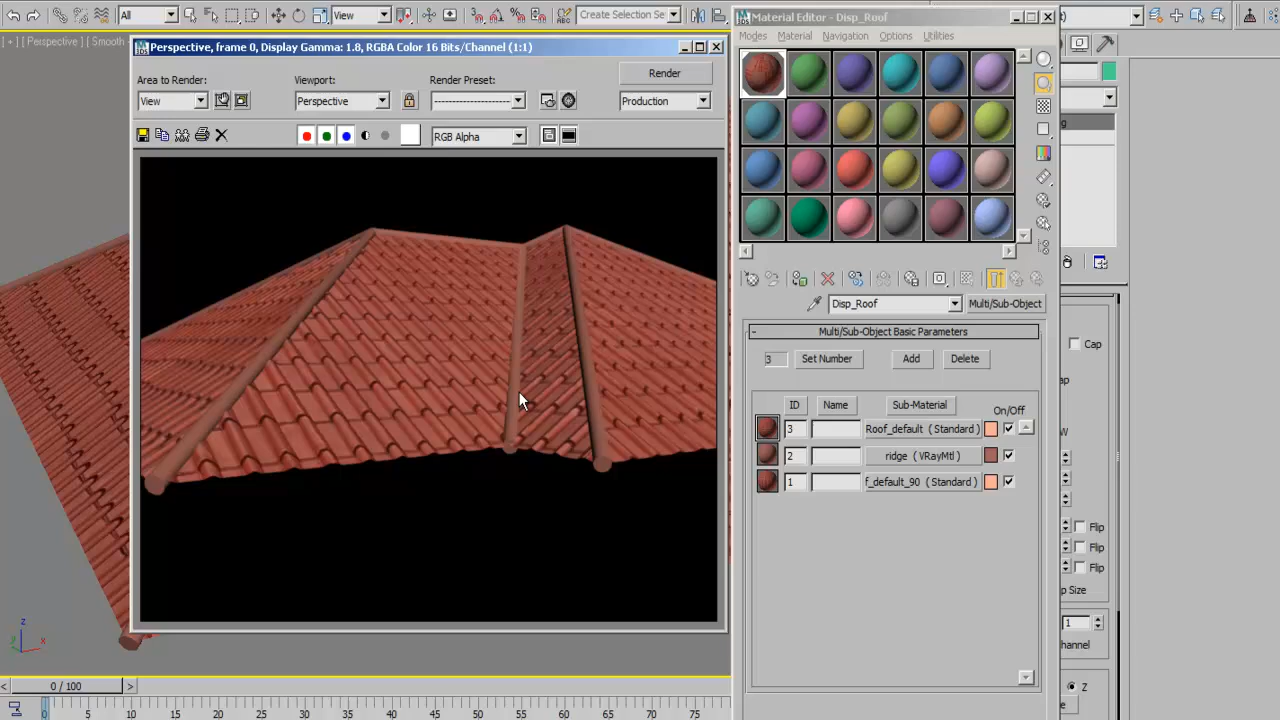 All
View
Create Selection Se
[ + ] [ Perspective ] [ Smooth
Perspective, frame 0, Display Gamma: 1.8, RGBA Color 16 Bits/Channel (1:1)
Area to Render:
Viewport:
Render Preset:
Render
View
Perspective
Production
RGB Alpha
Material Editor - Disp_Roof
Modes Material Navigation Options Utilities
Disp_Roof
Multi/Sub-Object
Multi/Sub-Object Basic Parameters
3 Set Number Add Delete
ID Name Sub-Material On/Off
3 Roof_default ( Standard )
2 ridge ( VRayMtl )
1 f_default_90 ( Standard )
Cap
Flip
Flip
Flip
p Size
1
hannel
Z
z
x
y
0 / 100
0 5 10 15 20 25 30 35 40 45 50 55 60 65 70 75